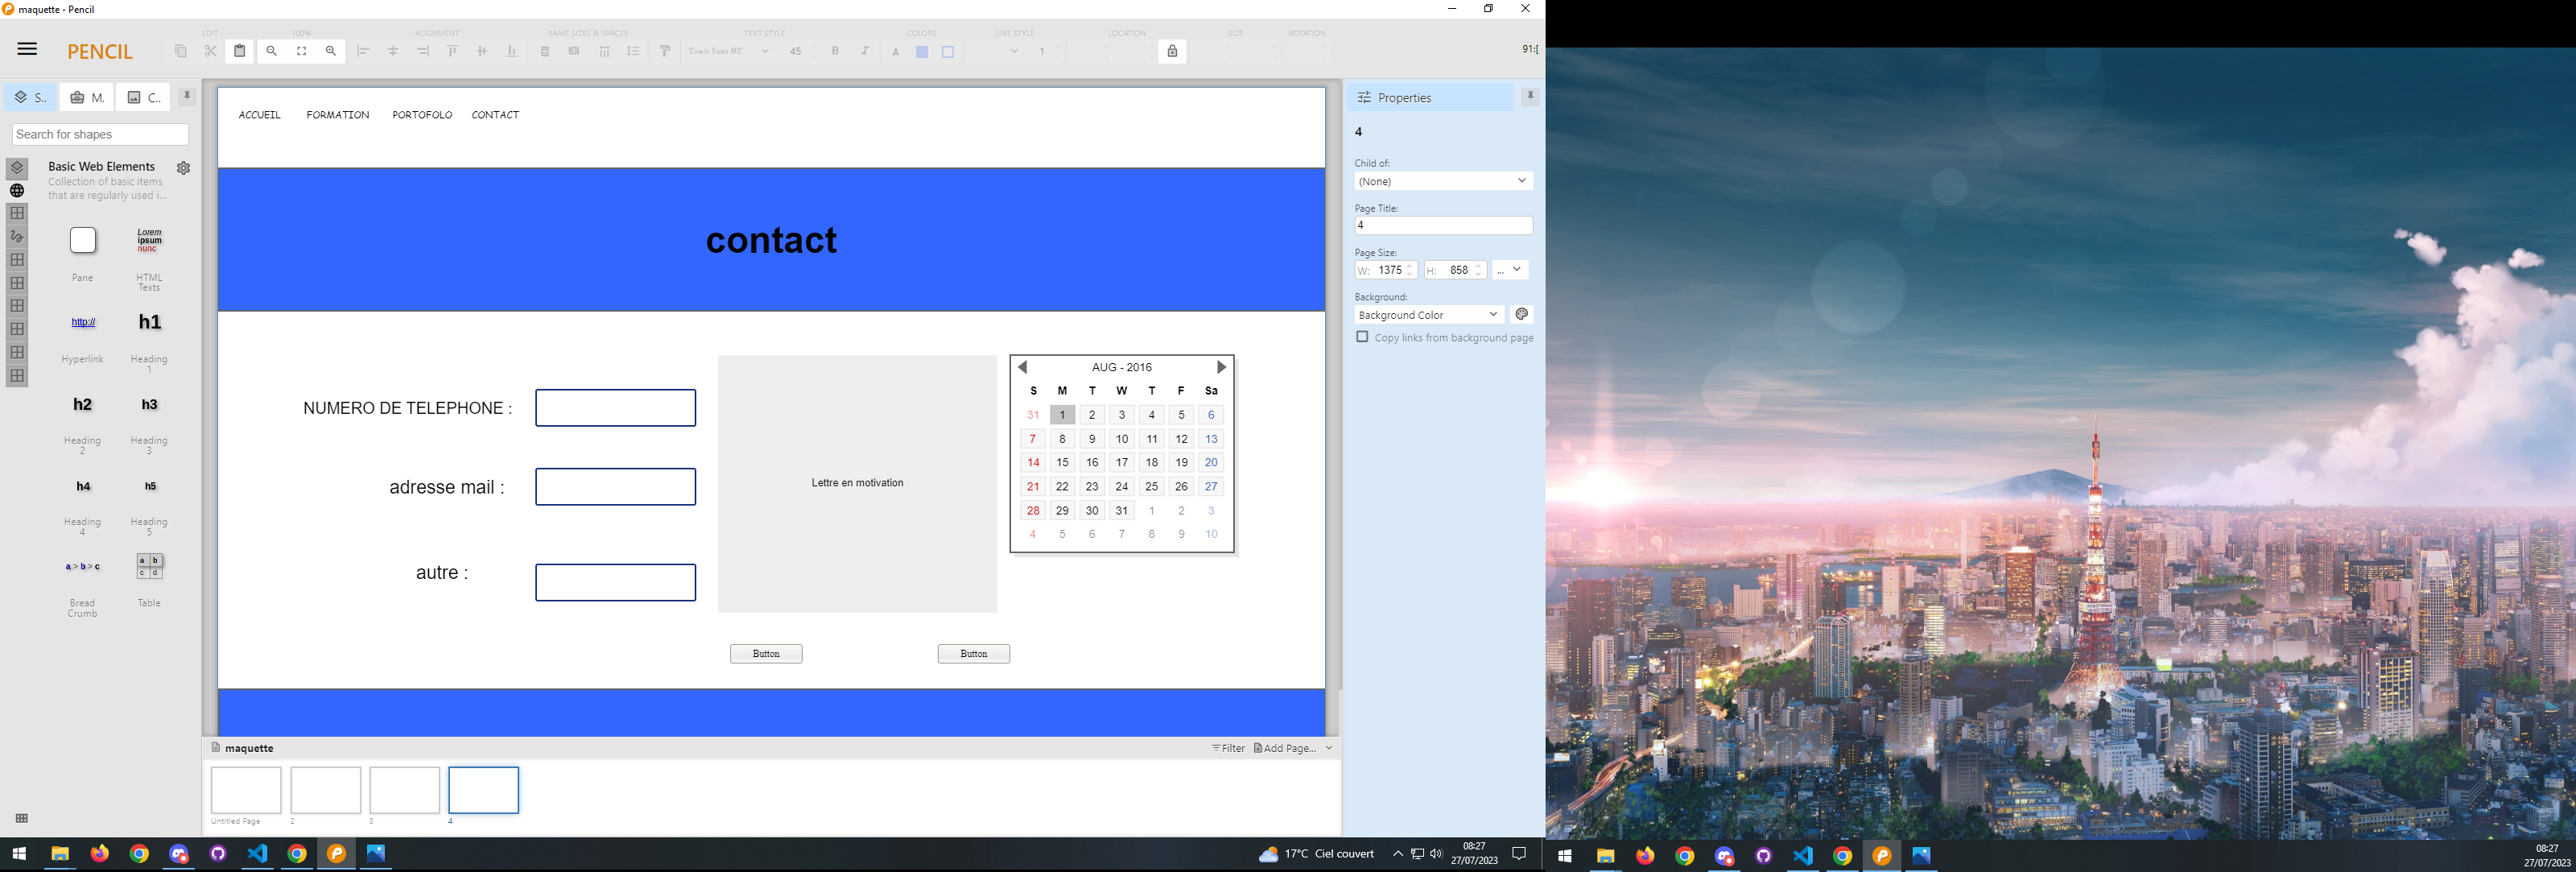 maquette - Pencil
EDIT
100%
ALIGNMENT
SAME SIZES & SPACES
TEXT STYLE
COLORS
LINE STYLE
LOCATION
SIZE
ROTATION
PENCIL
"Comic Sans MS"
45
B
I
A
1
91:[
S..
M.
C..
Search for shapes
Basic Web Elements
Collection of basic items
that are regularly used i...
Lorem
ipsum
nunc
Pane
HTML
Texts
http://
h1
Hyperlink
Heading
1
h2
h3
Heading
2
Heading
3
h4
h5
Heading
4
Heading
5
a > b > c
a b
c d
Bread
Crumb
Table
ACCUEIL FORMATION PORTOFOLO CONTACT
contact
NUMERO DE TELEPHONE :
adresse mail :
autre :
Lettre en motivation
AUG - 2016
S M T W T F Sa
31 1 2 3 4 5 6
7 8 9 10 11 12 13
14 15 16 17 18 19 20
21 22 23 24 25 26 27
28 29 30 31 1 2 3
4 5 6 7 8 9 10
Button
Button
maquette
Filter
Add Page...
Untitled Page
2
3
4
Properties
4
Child of:
(None)
Page Title:
4
Page Size:
W: 1375
H: 858
...
Background:
Background Color
Copy links from background page
17°C Ciel couvert
08:27
27/07/2023
08:27
27/07/2023